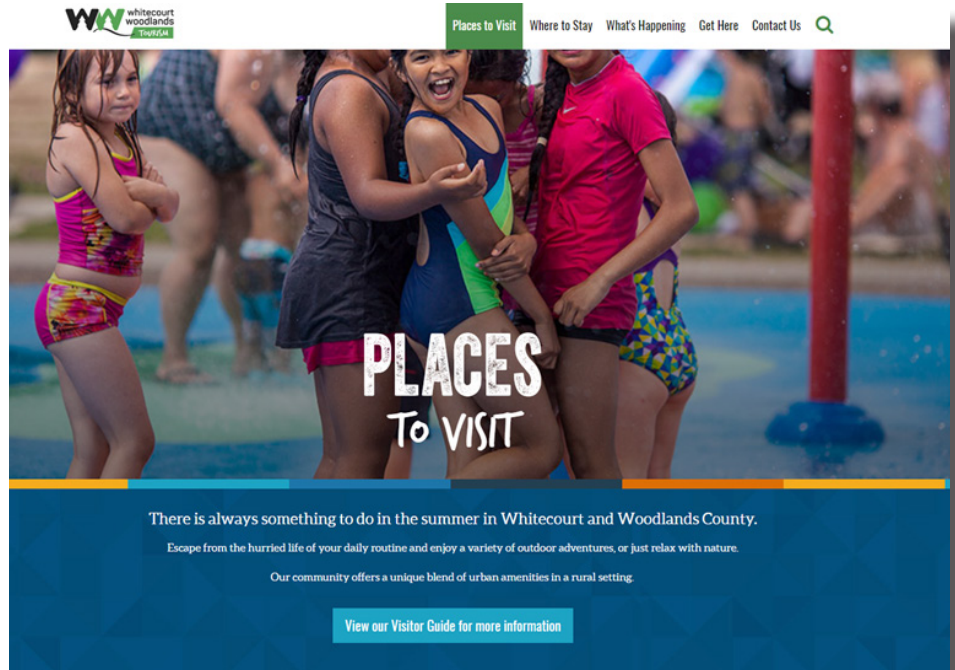 whitecourt
woodlands
TOURISM
Places to Visit Where to Stay What's Happening Get Here Contact Us
PLACES
TO VISIT
There is always something to do in the summer in Whitecourt and Woodlands County.
Escape from the hurried life of your daily routine and enjoy a variety of outdoor adventures, or just relax with nature.
Our community offers a unique blend of urban amenities in a rural setting.
View our Visitor Guide for more information